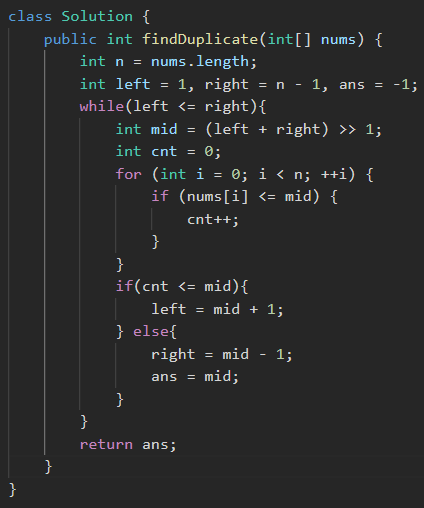 class Solution {
    public int findDuplicate(int[] nums) {
        int n = nums.length;
        int left = 1, right = n - 1, ans = -1;
        while(left <= right){
            int mid = (left + right) >> 1;
            int cnt = 0;
            for (int i = 0; i < n; ++i) {
                if (nums[i] <= mid) {
                    cnt++;
                }
            }
            if(cnt <= mid){
                left = mid + 1;
            } else{
                right = mid - 1;
                ans = mid;
            }
        }
        return ans;
    }
}